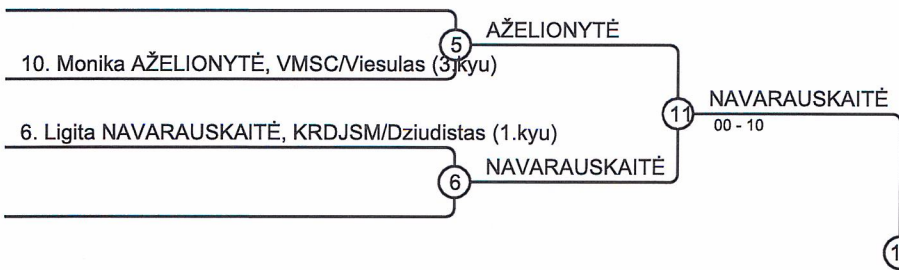 5
AŽELIONYTĖ
10. Monika AŽELIONYTĖ, VMSC/Viesulas (3.kyu)
11
NAVARAUSKAITĖ
00 - 10
6. Ligita NAVARAUSKAITĖ, KRDJSM/Dziudistas (1.kyu)
6
NAVARAUSKAITĖ